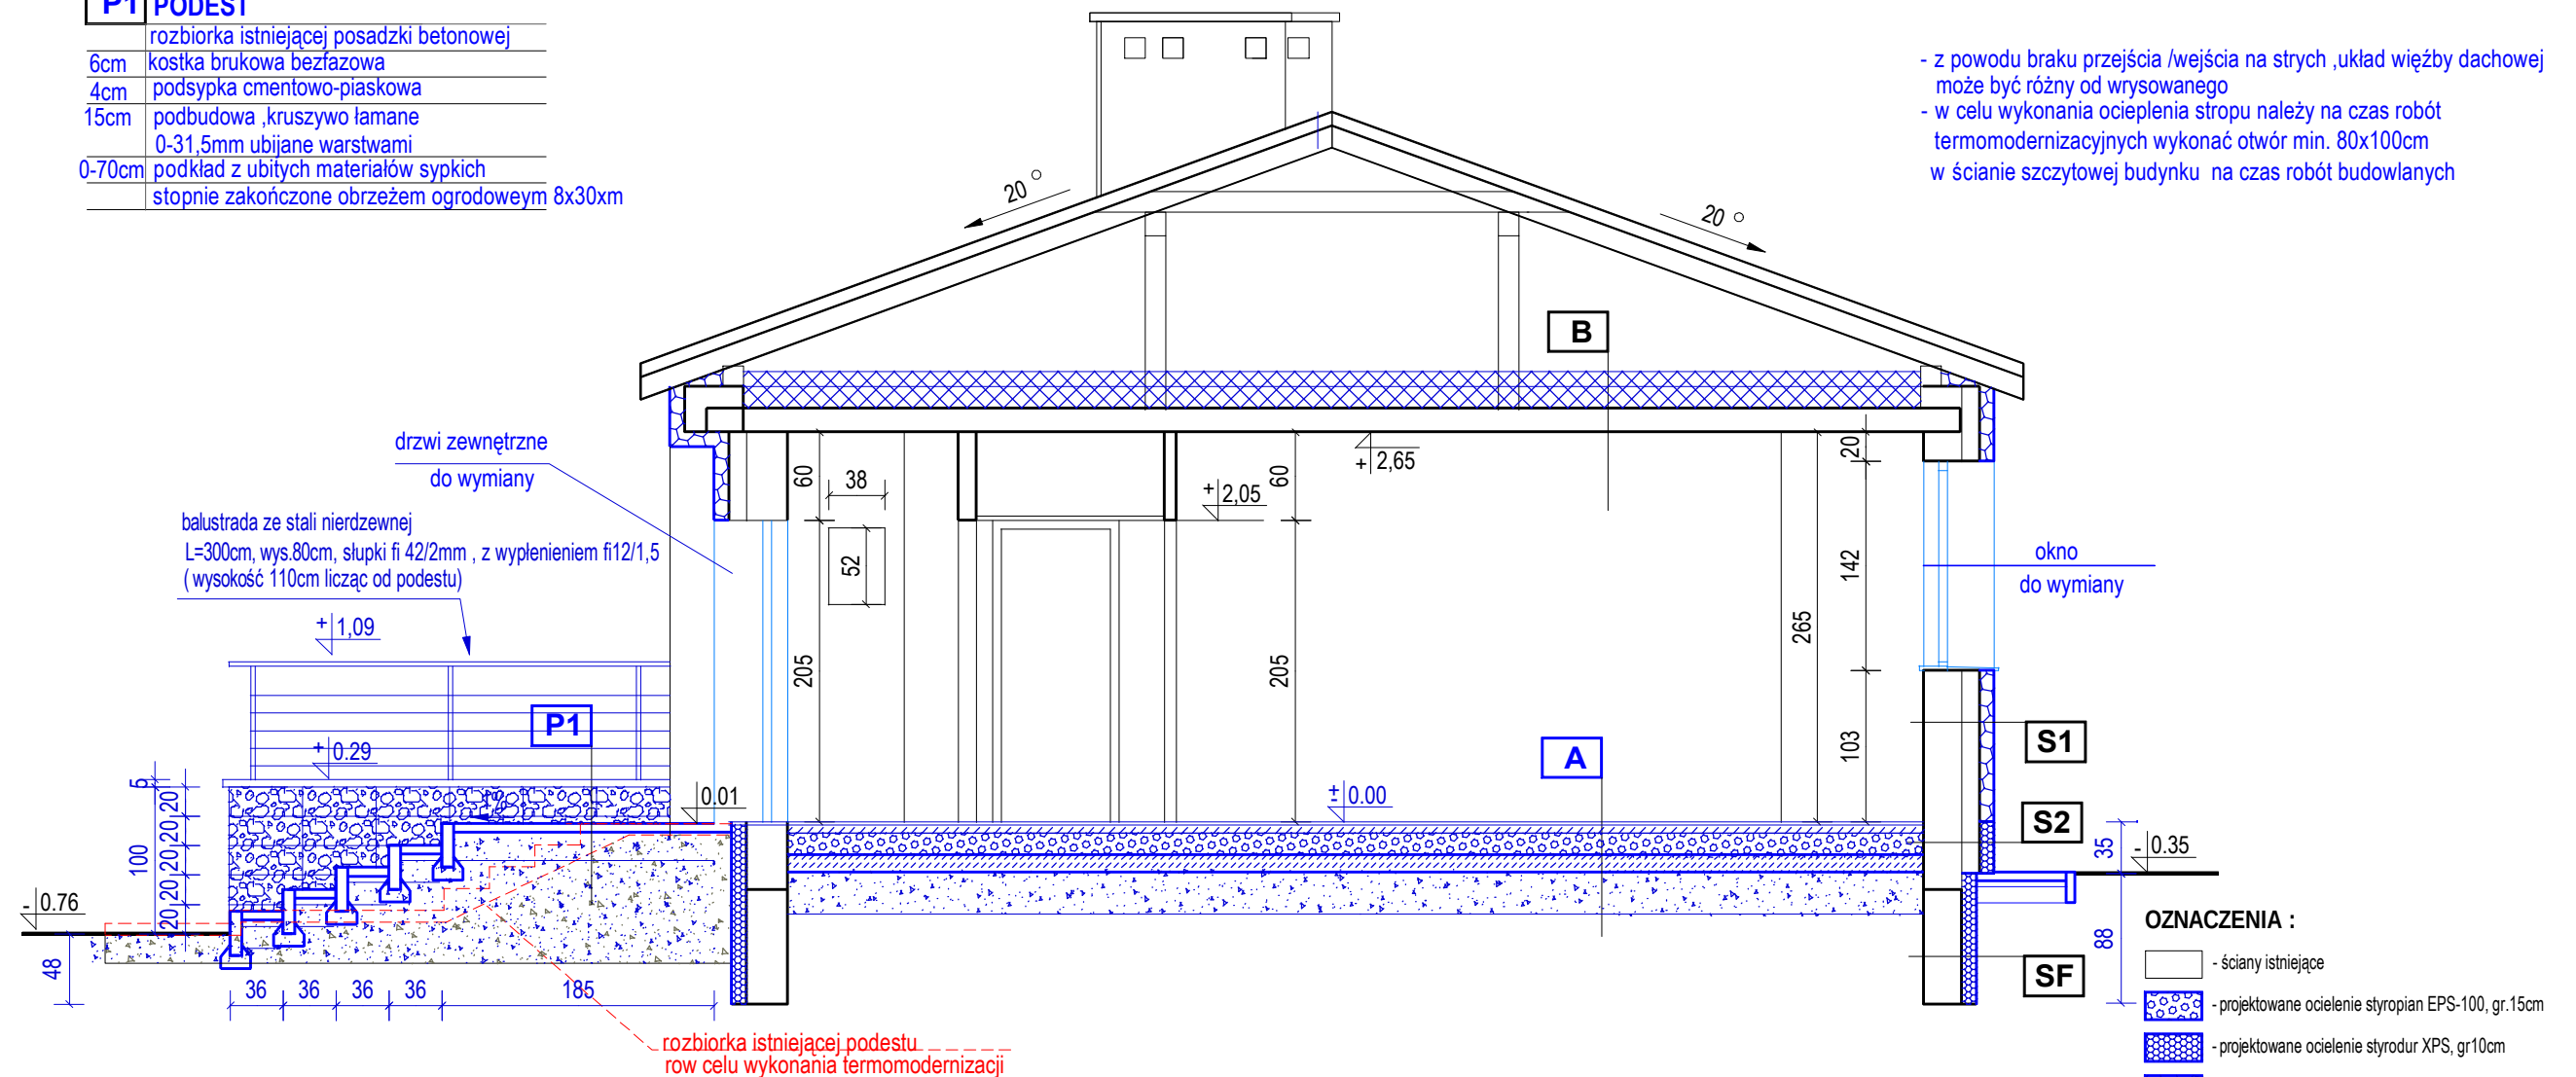 P1 PODEST
rozbiorka istniejącej posadzki betonowej
6cm kostka brukowa bezfazowa
4cm podsypka cmentowo-piaskowa
15cm podbudowa ,kruszywo łamane
0-31,5mm ubijane warstwami
0-70cm podkład z ubitych materiałów sypkich
stopnie zakończone obrzeżem ogrodoweym 8x30xm
- z powodu braku przejścia /wejścia na strych ,układ więźby dachowej
może być różny od wrysowanego
- w celu wykonania ocieplenia stropu należy na czas robót
termomodernizacyjnych wykonać otwór min. 80x100cm
w ścianie szczytowej budynku na czas robót budowlanych
20 °
20 °
B
drzwi zewnętrzne
do wymiany
balustrada ze stali nierdzewnej
L=300cm, wys.80cm, słupki fi 42/2mm , z wypłenieniem fi12/1,5
( wysokość 110cm licząc od podestu)
60
38
52
205
+ 2,05
60
205
+ 2,65
20
142
265
103
okno
do wymiany
+ 1,09
P1
+ 0.29
0.01
± 0.00
A
S1
S2
SF
35
- 0.35
88
5
100
20
20
20
20
20
- 0.76
48
36
36
36
36
185
rozbiorka istniejącej podestu
row celu wykonania termomodernizacji
OZNACZENIA :
- ściany istniejące
- projektowane ocielenie styropian EPS-100, gr.15cm
- projektowane ocielenie styrodur XPS, gr10cm